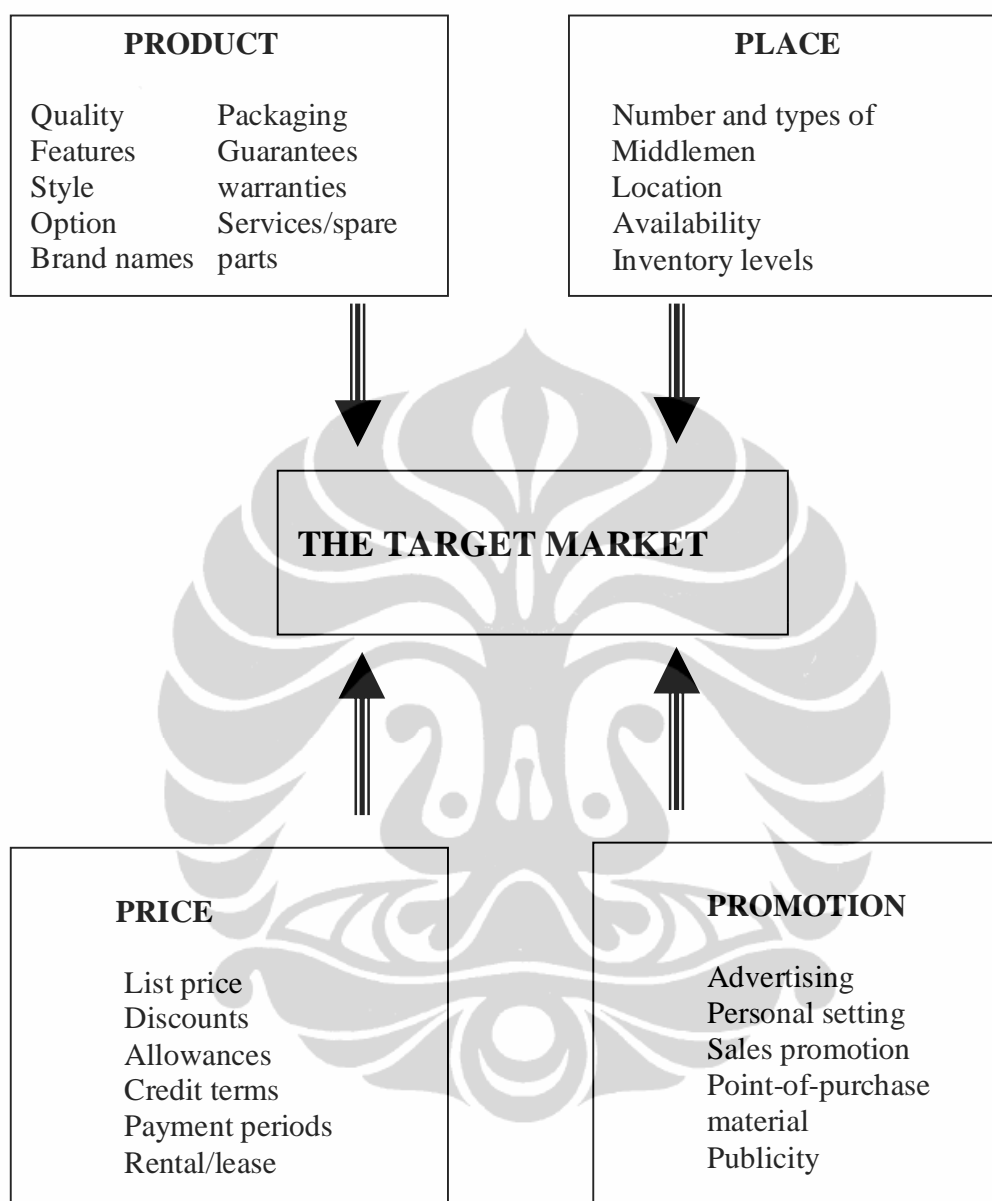 PRODUCT
Quality Packaging
Features Guarantees
Style warranties
Option Services/spare
Brand names parts
PLACE
Number and types of
Middlemen
Location
Availability
Inventory levels
THE TARGET MARKET
PRICE
List price
Discounts
Allowances
Credit terms
Payment periods
Rental/lease
PROMOTION
Advertising
Personal setting
Sales promotion
Point-of-purchase
material
Publicity